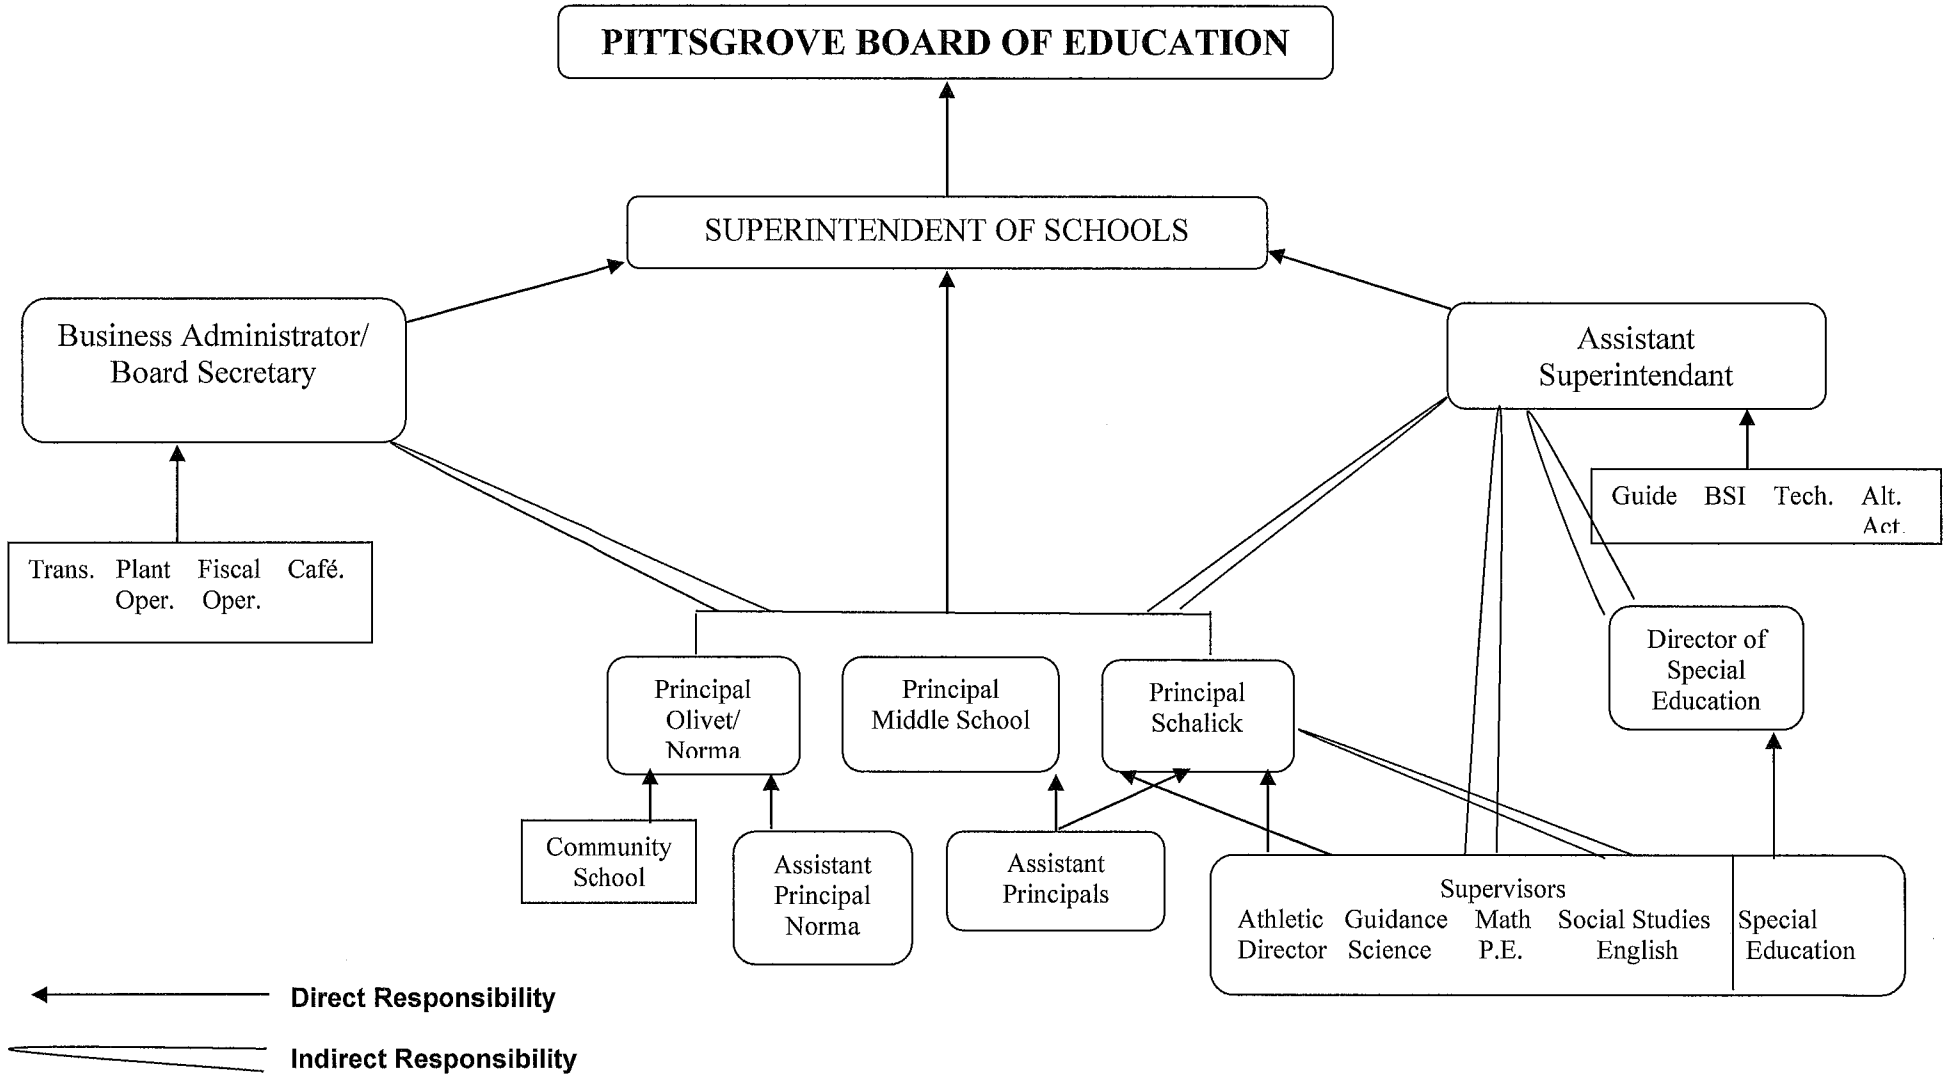 PITTSGROVE BOARD OF EDUCATION
SUPERINTENDENT OF SCHOOLS
Business Administrator/
Board Secretary
Assistant
Superintendant
Guide BSI Tech. Alt.
Act.
Trans. Plant Fiscal Café.
Oper. Oper.
Director of
Special
Education
Principal
Olivet/
Norma
Principal
Middle School
Principal
Schalick
Community
School
Assistant
Principal
Norma
Assistant
Principals
Supervisors
Athletic Guidance Math Social Studies
Director Science P.E. English
Special
Education
Direct Responsibility
Indirect Responsibility